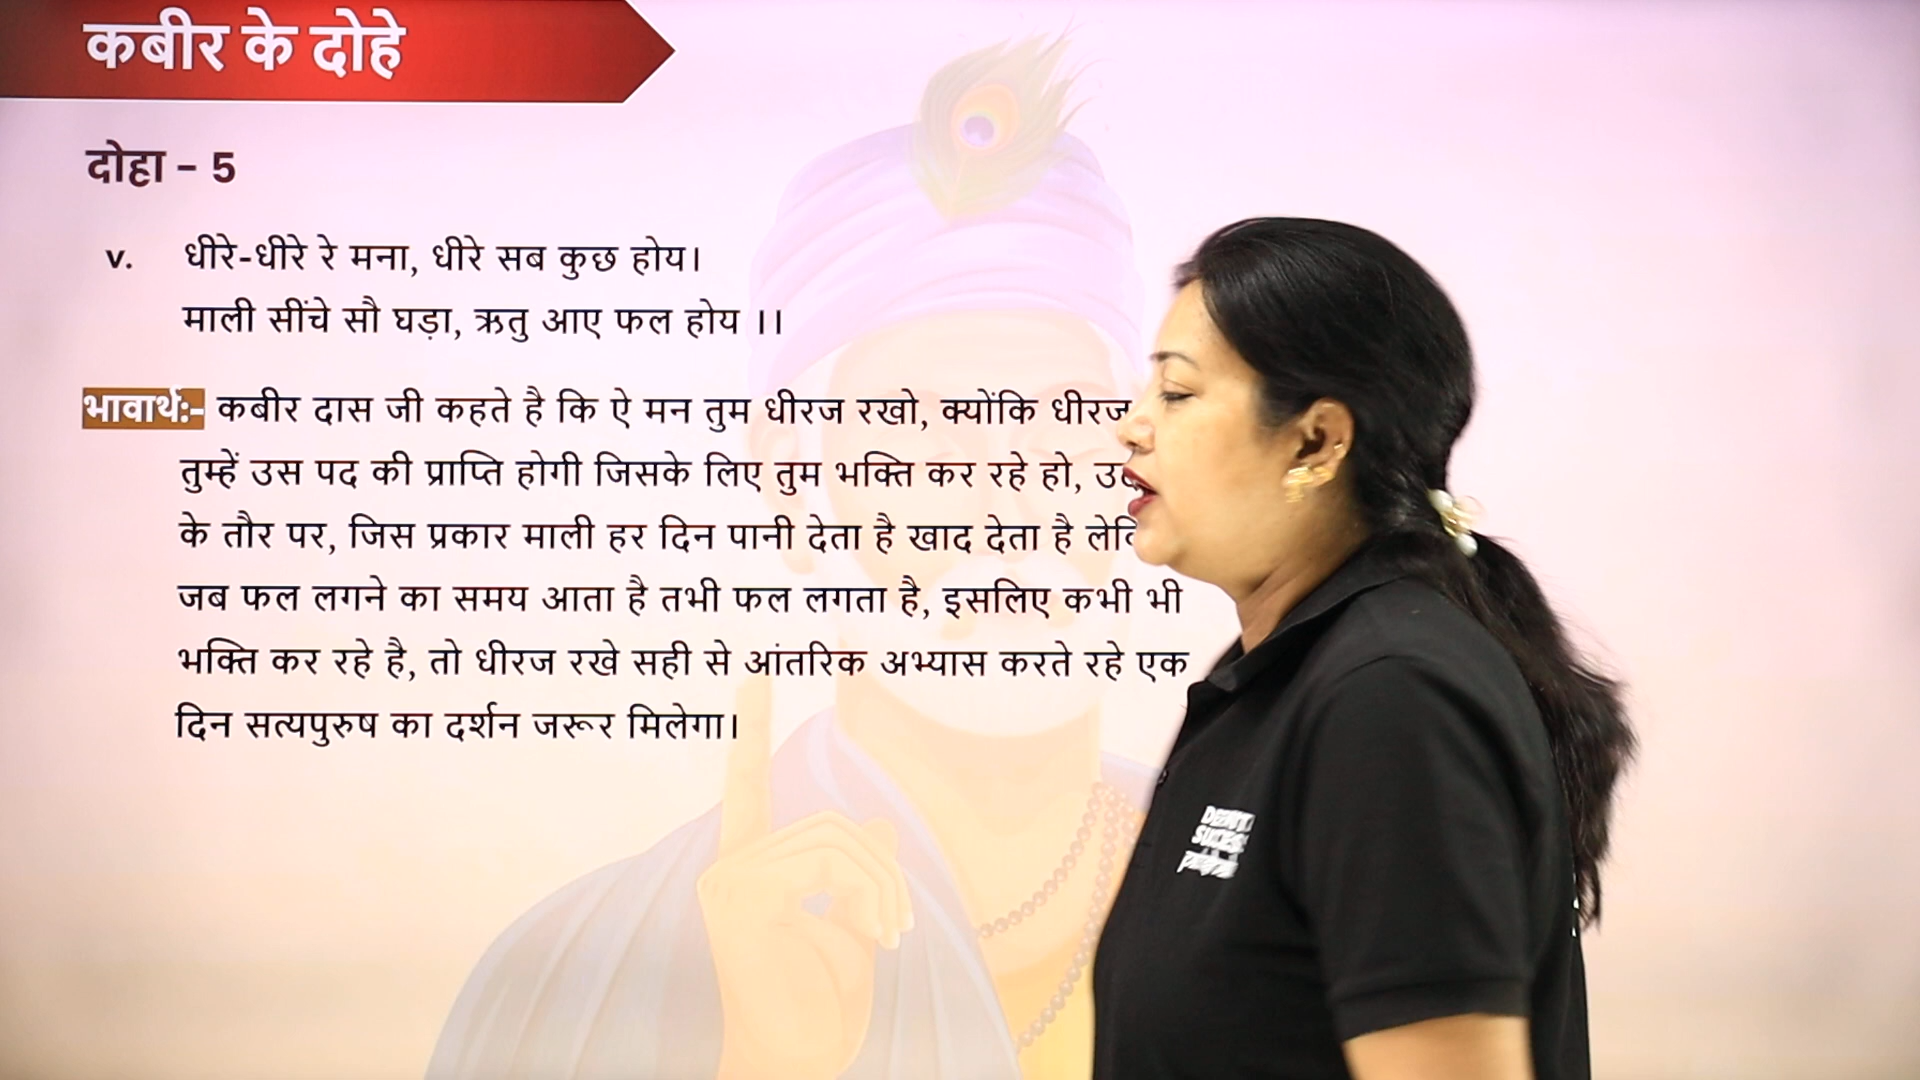 कबीर के दोहे
दोहा – 5
v. धीरे-धीरे रे मना, धीरे सब कुछ होय।
माली सींचे सौ घड़ा, ऋतु आए फल होय ।।
भावार्थ:- कबीर दास जी कहते है कि ऐ मन तुम धीरज रखो, क्योंकि धीरज
तुम्हें उस पद की प्राप्ति होगी जिसके लिए तुम भक्ति कर रहे हो,
के तौर पर, जिस प्रकार माली हर दिन पानी देता है खाद देता है
जब फल लगने का समय आता है तभी फल लगता है, इसलिए कभी भी
भक्ति कर रहे है, तो धीरज रखे सही से आंतरिक अभ्यास करते रहे एक
दिन सत्यपुरुष का दर्शन जरूर मिलेगा।